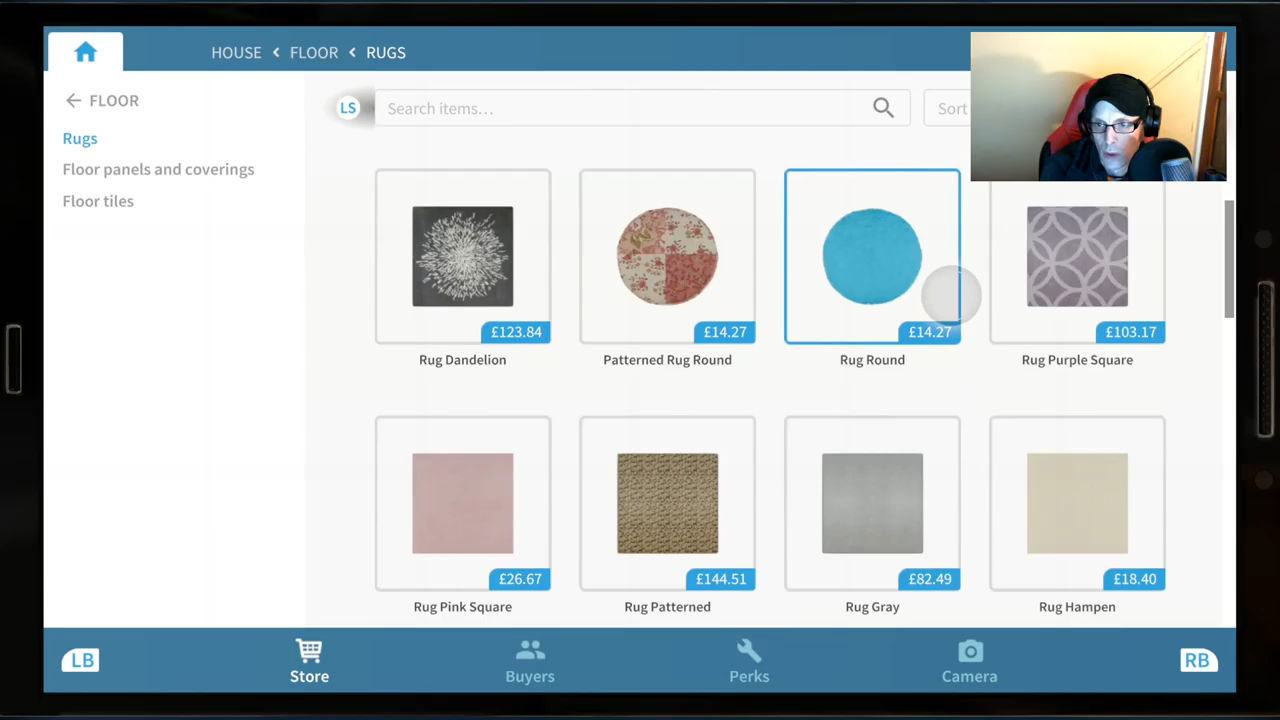 HOUSE < FLOOR < RUGS
← FLOOR
Rugs
Floor panels and coverings
Floor tiles
LS
Search items...
Sort
£123.84
£14.27
£14.27
£103.17
Rug Dandelion
Patterned Rug Round
Rug Round
Rug Purple Square
£26.67
£144.51
£82.49
£18.40
Rug Pink Square
Rug Patterned
Rug Gray
Rug Hampen
LB
Store
Buyers
Perks
Camera
RB